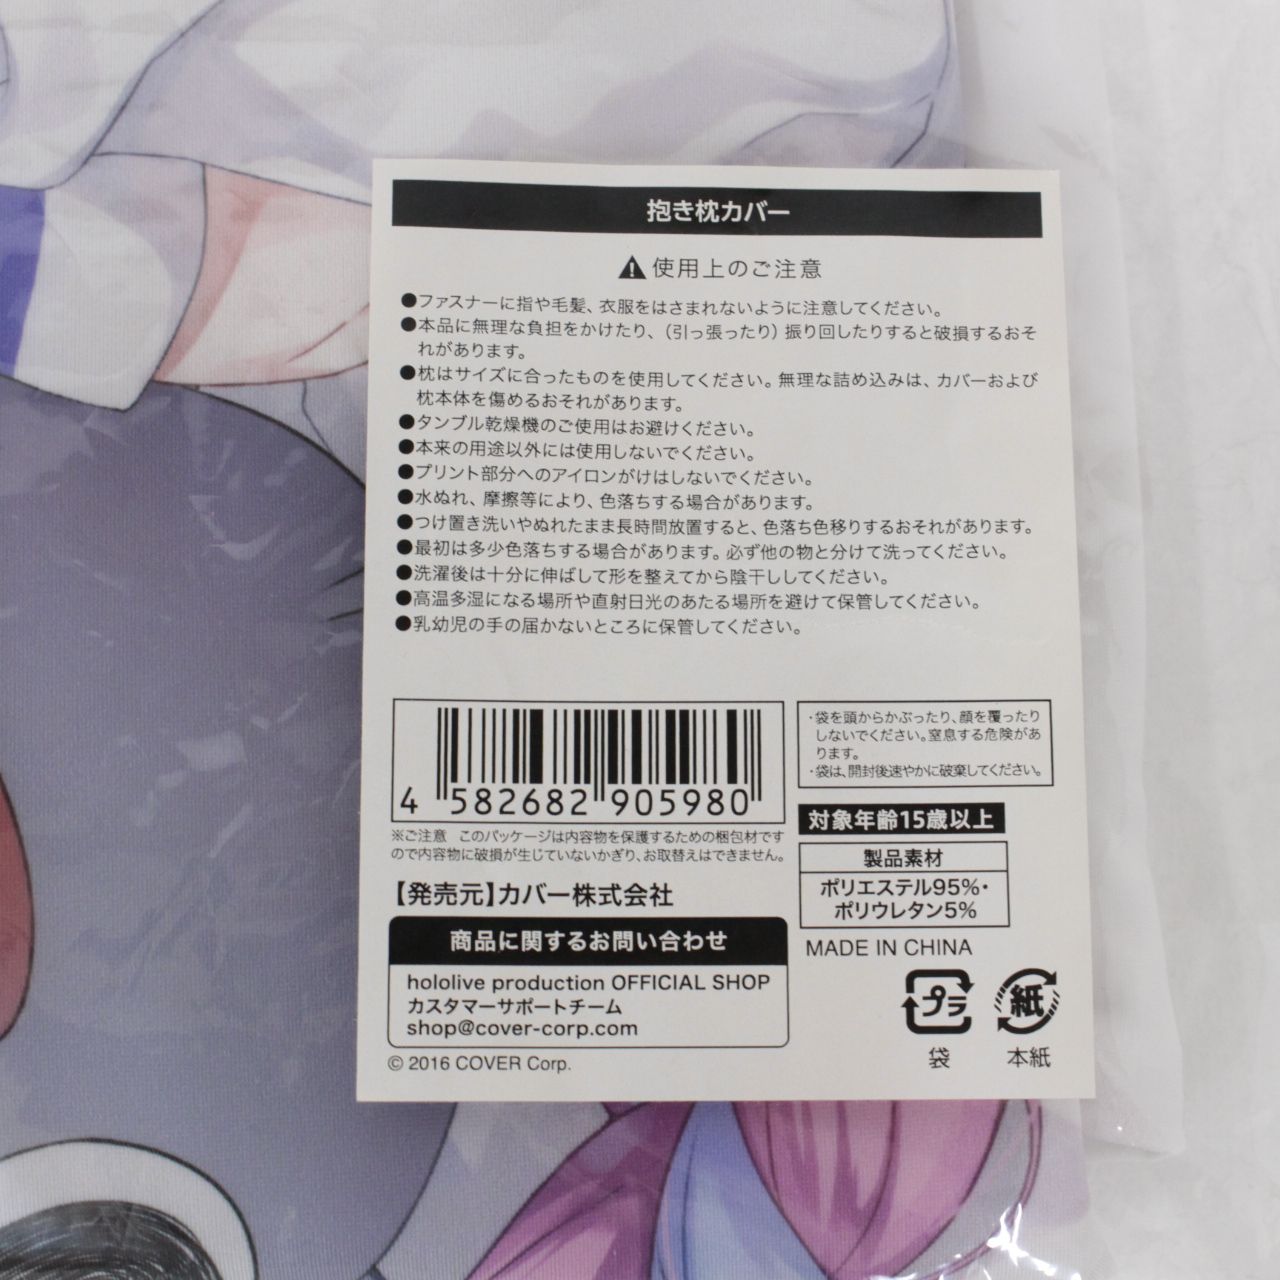 抱き枕カバー
⚠使用上のご注意
●ファスナーに指や毛髪、衣服をはさまれないように注意してください。
●本品に無理な負担をかけたり、(引っ張ったり)振り回したりすると破損するおそ
れがあります。
●枕はサイズに合ったものを使用してください。無理な詰め込みは、カバーおよび
枕本体を傷めるおそれがあります。
●タンブル乾燥機のご使用はお避けください。
●本来の用途以外には使用しないでください。
●プリント部分へのアイロンがけはしないでください。
●水ぬれ、摩擦等により、色落ちする場合があります。
●つけ置き洗いやぬれたまま長時間放置すると、色落ち色移りするおそれがあります。
●最初は多少色落ちする場合があります。必ず他の物と分けて洗ってください。
●洗濯後は十分に伸ばして形を整えてから陰干ししてください。
●高温多湿になる場所や直射日光のあたる場所を避けて保管してください。
●乳幼児の手の届かないところに保管してください。
4 582682 905980
※ご注意 このパッケージは内容物を保護するための梱包材です
ので内容物に破損が生じていないかぎり、お取替えはできません。
【発売元】カバー株式会社
商品に関するお問い合わせ
hololive production OFFICIAL SHOP
カスタマーサポートチーム
shop@cover-corp.com
© 2016 COVER Corp.
・袋を頭からかぶったり、顔を覆ったり
しないでください。窒息する危険があ
ります。
・袋は、開封後速やかに破棄してください。
対象年齢15歳以上
製品素材
ポリエステル95%・
ポリウレタン5%
MADE IN CHINA
プラ 紙
袋 本紙